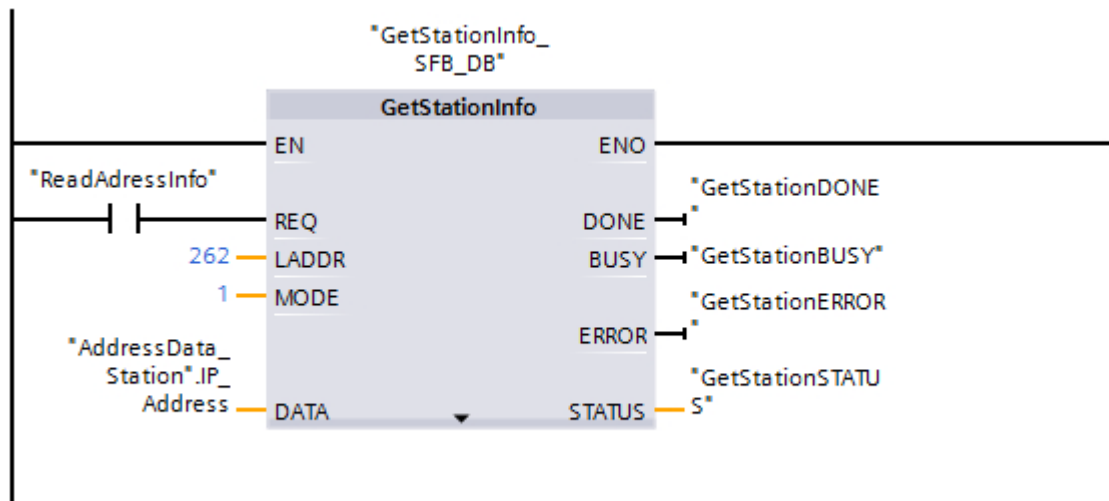 "GetStationInfo_
SFB_DB"
GetStationInfo
EN
ENO
"ReadAdressInfo"
"GetStationDONE
"
REQ
DONE
262
LADDR
BUSY
"GetStationBUSY"
1
MODE
"GetStationERROR
"
ERROR
"AddressData_
Station".IP_
Address
DATA
STATUS
"GetStationSTATU
S"